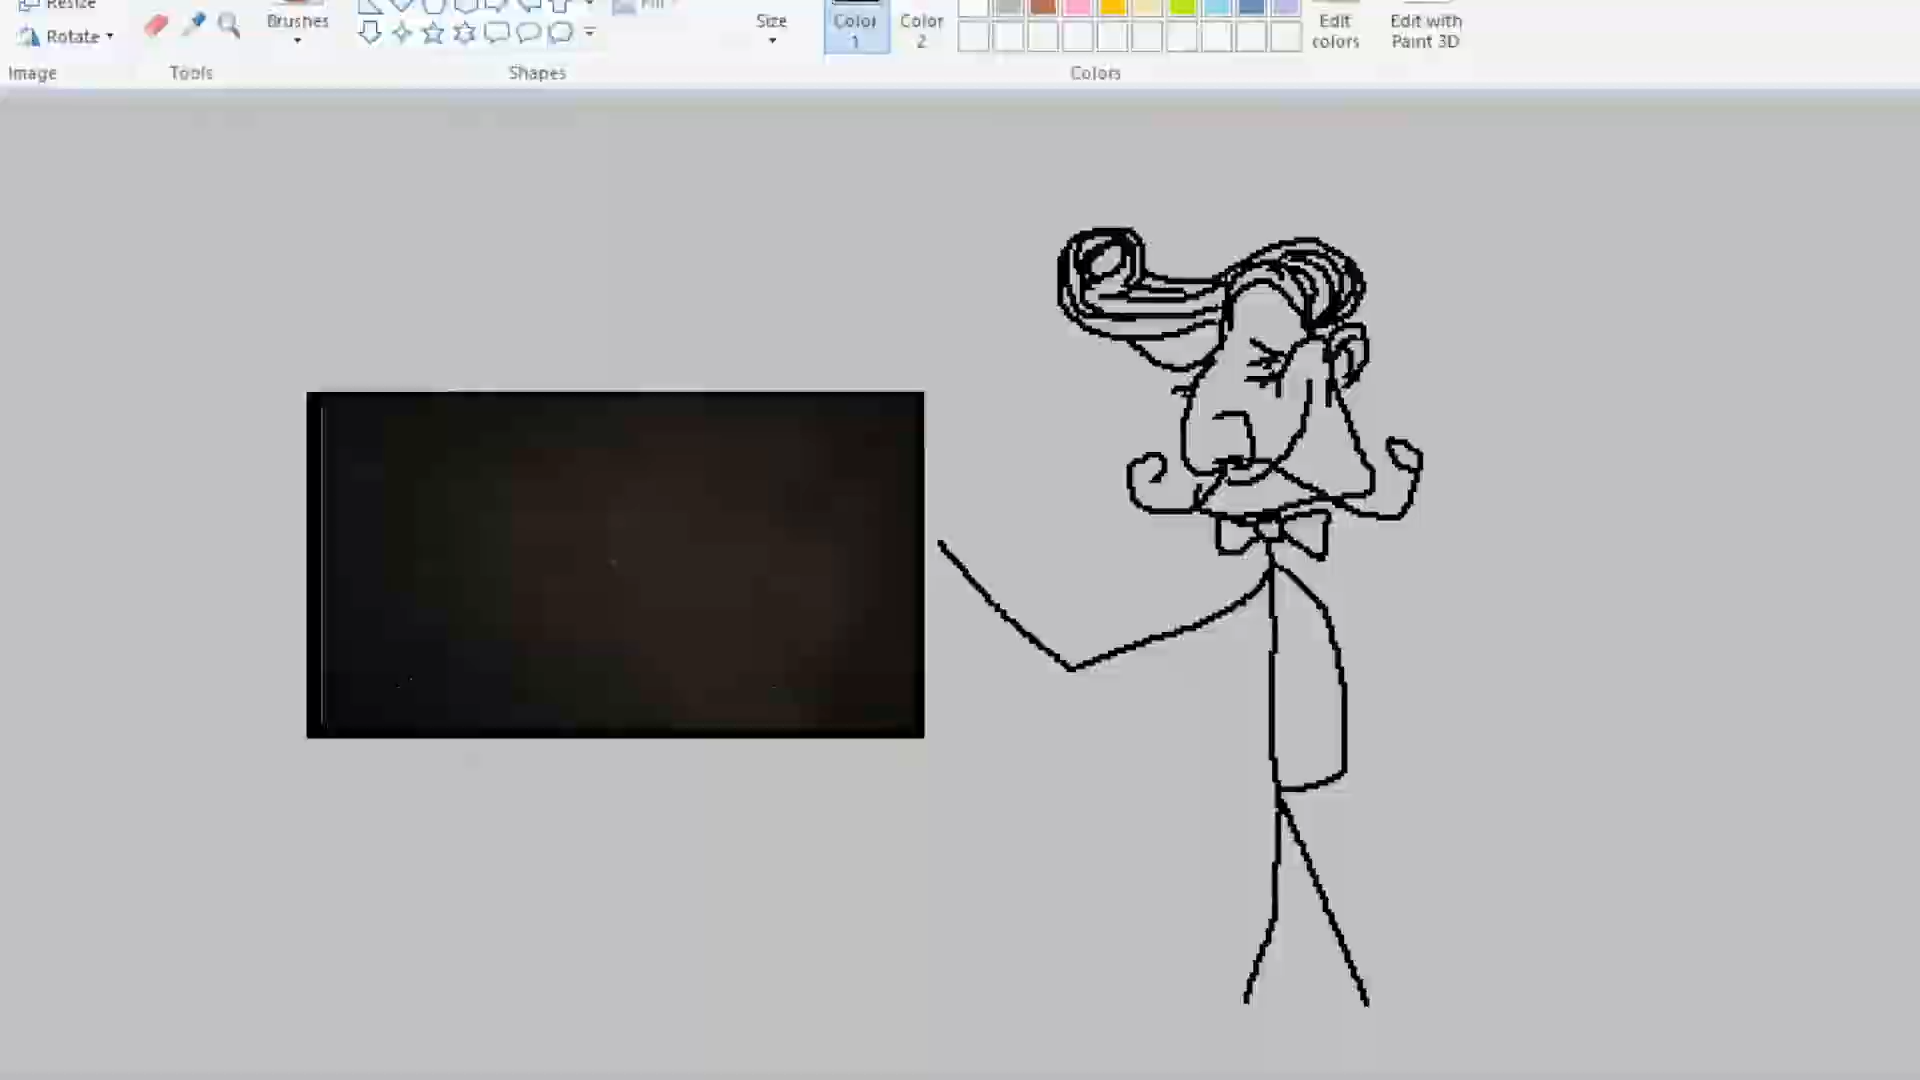 Resize
Rotate
Brushes
Fill
Size
Color
1
Color
2
Edit
colors
Edit with
Paint 3D
Image
Tools
Shapes
Colors